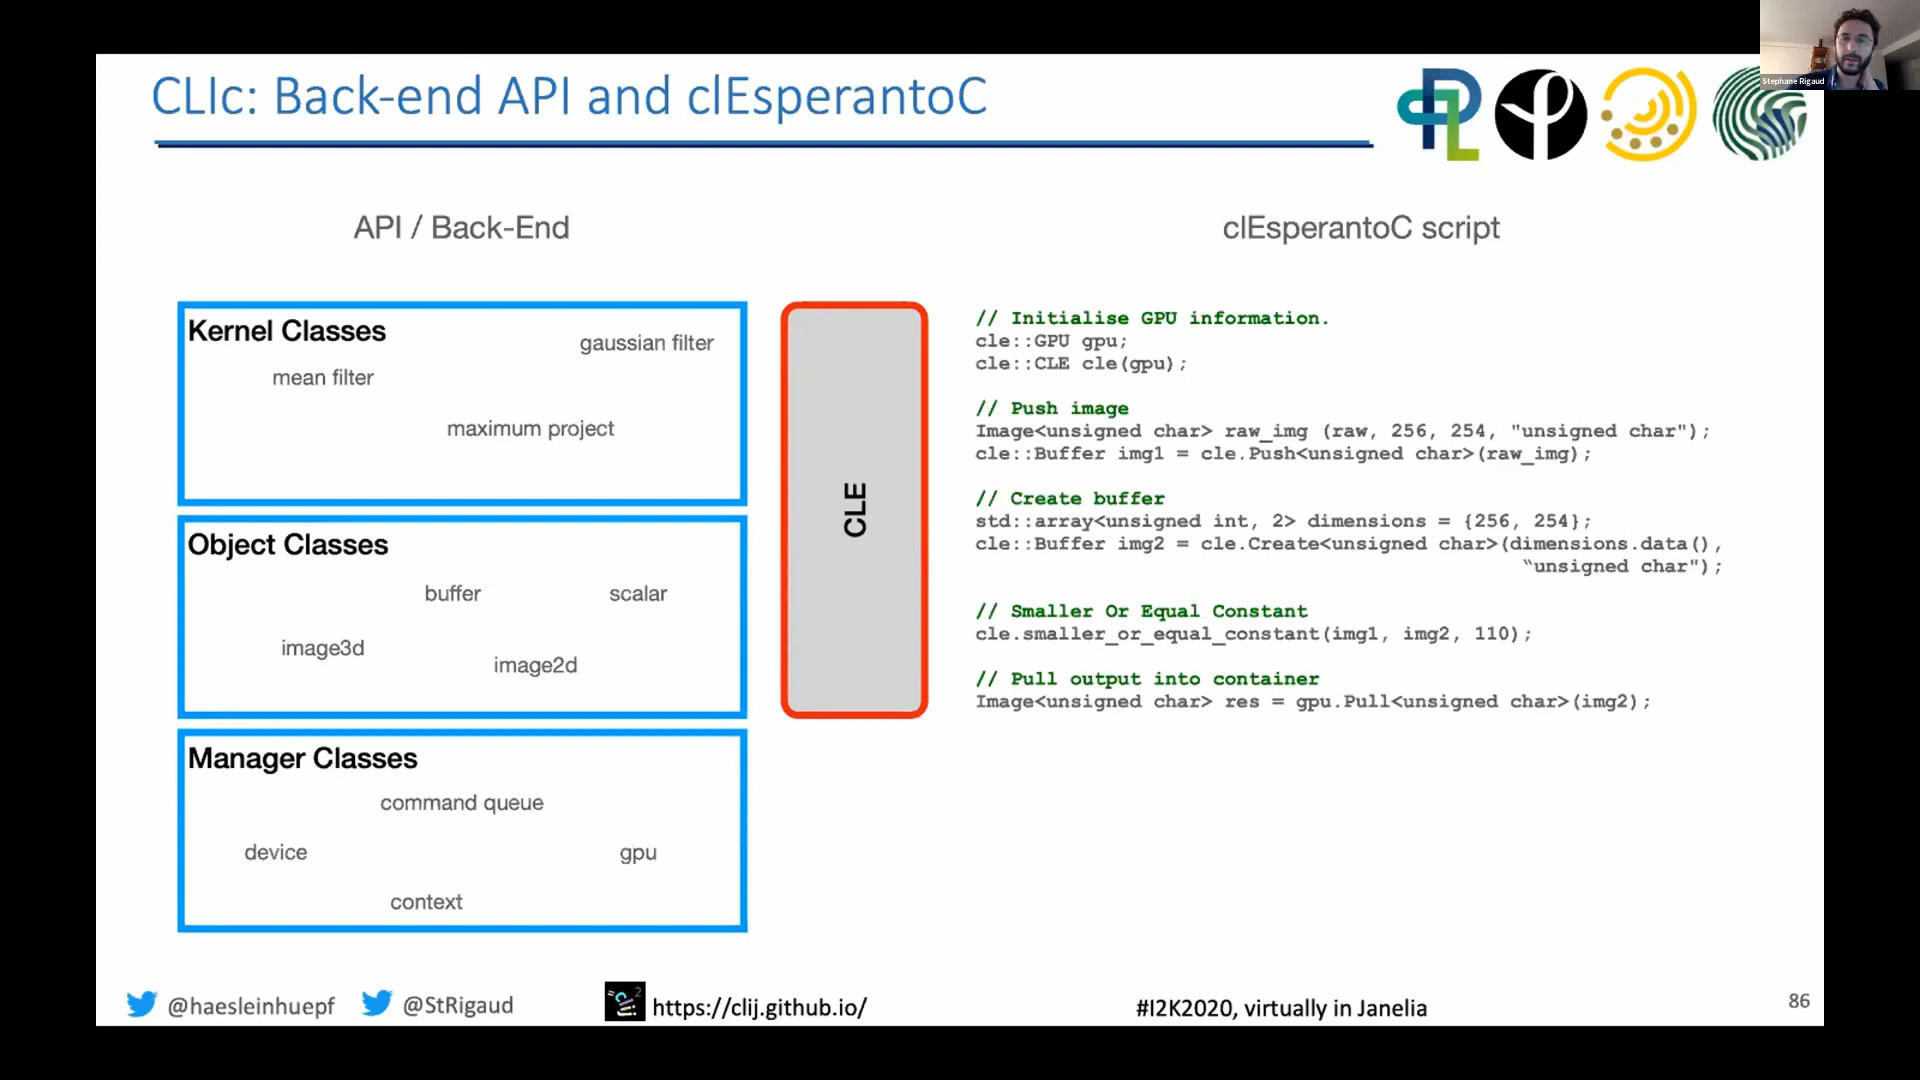 CLIc: Back-end API and clEsperantoC
Stephane Rigaud
API / Back-End
Kernel Classes
gaussian filter
mean filter
maximum project
Object Classes
buffer
scalar
image3d
image2d
Manager Classes
command queue
device
gpu
context
CLE
clEsperantoC script
// Initialise GPU information.
cle::GPU gpu;
cle::CLE cle(gpu);
// Push image
Image<unsigned char> raw_img (raw, 256, 254, "unsigned char");
cle::Buffer img1 = cle.Push<unsigned char>(raw_img);
// Create buffer
std::array<unsigned int, 2> dimensions = {256, 254};
cle::Buffer img2 = cle.Create<unsigned char>(dimensions.data(),
“unsigned char");
// Smaller Or Equal Constant
cle.smaller_or_equal_constant(img1, img2, 110);
// Pull output into container
Image<unsigned char> res = gpu.Pull<unsigned char>(img2);
@haesleinhuepf
@StRigaud
https://clij.github.io/
#I2K2020, virtually in Janelia
86